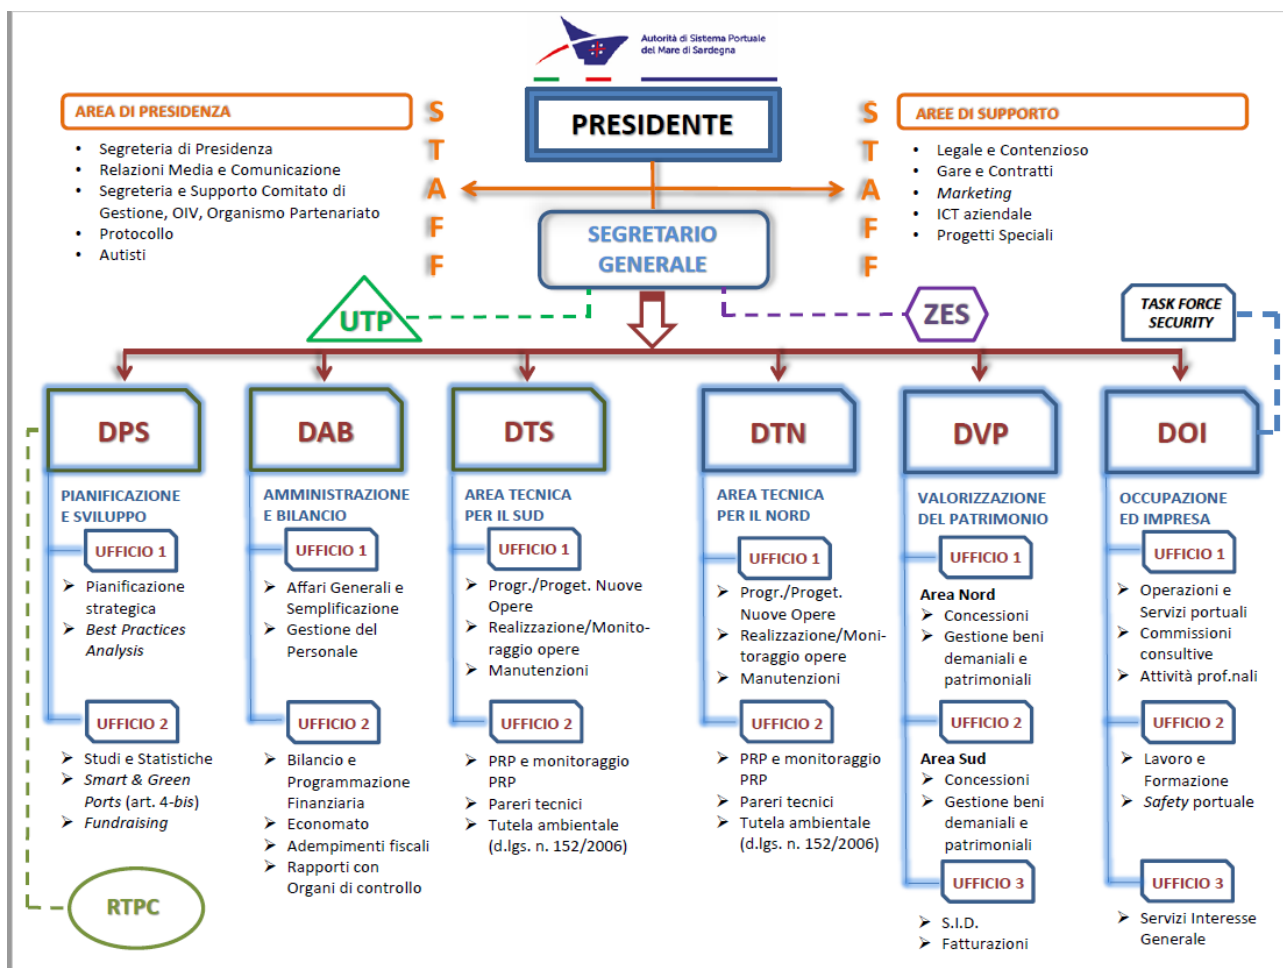 Autorità di Sistema Portuale
del Mare di Sardegna
AREA DI PRESIDENZA
• Segreteria di Presidenza
• Relazioni Media e Comunicazione
• Segreteria e Supporto Comitato di
Gestione, OIV, Organismo Partenariato
• Protocollo
• Autisti
S
T
A
F
F
PRESIDENTE
SEGRETARIO
GENERALE
S
T
A
F
F
AREE DI SUPPORTO
• Legale e Contenzioso
• Gare e Contratti
• Marketing
• ICT aziendale
• Progetti Speciali
UTP
ZES
TASK FORCE
SECURITY
DPS
PIANIFICAZIONE
E SVILUPPO
UFFICIO 1
➢ Pianificazione
strategica
➢ Best Practices
Analysis
UFFICIO 2
➢ Studi e Statistiche
➢ Smart & Green
Ports (art. 4-bis)
➢ Fundraising
RTPC
DAB
AMMINISTRAZIONE
E BILANCIO
UFFICIO 1
➢ Affari Generali e
Semplificazione
➢ Gestione del
Personale
UFFICIO 2
➢ Bilancio e
Programmazione
Finanziaria
➢ Economato
➢ Adempimenti fiscali
➢ Rapporti con
Organi di controllo
DTS
AREA TECNICA
PER IL SUD
UFFICIO 1
➢ Progr./Proget. Nuove
Opere
➢ Realizzazione/Monito-
raggio opere
➢ Manutenzioni
UFFICIO 2
➢ PRP e monitoraggio
PRP
➢ Pareri tecnici
➢ Tutela ambientale
(d.lgs. n. 152/2006)
DTN
AREA TECNICA
PER IL NORD
UFFICIO 1
➢ Progr./Proget.
Nuove Opere
➢ Realizzazione/Moni-
toraggio opere
➢ Manutenzioni
UFFICIO 2
➢ PRP e monitoraggio
PRP
➢ Pareri tecnici
➢ Tutela ambientale
(d.lgs. n. 152/2006)
DVP
VALORIZZAZIONE
DEL PATRIMONIO
UFFICIO 1
Area Nord
➢ Concessioni
➢ Gestione beni
demaniali e
patrimoniali
UFFICIO 2
Area Sud
➢ Concessioni
➢ Gestione beni
demaniali e
patrimoniali
UFFICIO 3
➢ S.I.D.
➢ Fatturazioni
DOI
OCCUPAZIONE
ED IMPRESA
UFFICIO 1
➢ Operazioni e
Servizi portuali
➢ Commissioni
consultive
➢ Attività prof.nali
UFFICIO 2
➢ Lavoro e
Formazione
➢ Safety portuale
UFFICIO 3
➢ Servizi Interesse
Generale